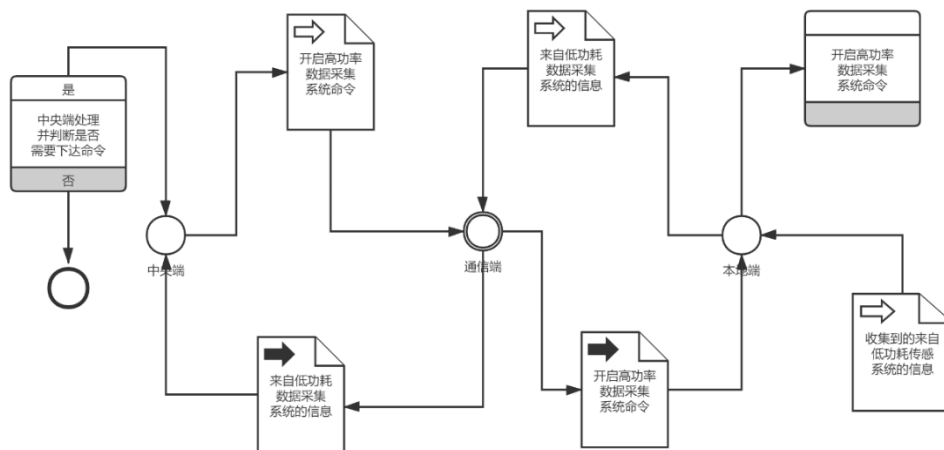 是
中央端处理
并判断是否
需要下达命令
否
中央端
开启高功率
数据采集
系统命令
来自低功耗
数据采集
系统的信息
通信端
来自低功耗
数据采集
系统的信息
开启高功率
数据采集
系统命令
本地端
开启高功率
数据采集
系统命令
收集到的来自
低功耗传感
系统的信息